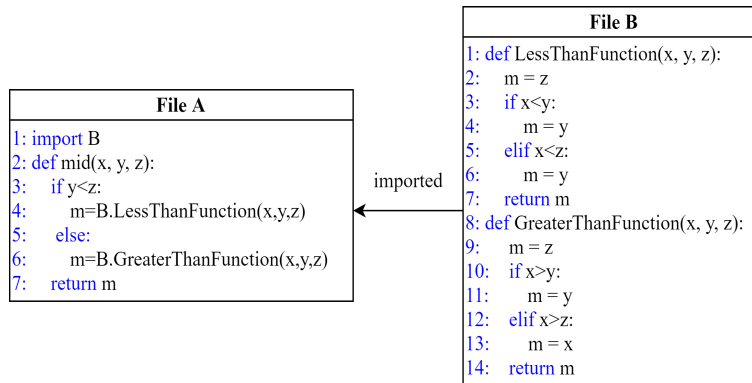 File A
1: import B
2: def mid(x, y, z):
3: if y<z:
4: m=B.LessThanFunction(x,y,z)
5: else:
6: m=B.GreaterThanFunction(x,y,z)
7: return m
imported
File B
1: def LessThanFunction(x, y, z):
2: m = z
3: if x<y:
4: m = y
5: elif x<z:
6: m = y
7: return m
8: def GreaterThanFunction(x, y, z):
9: m = z
10: if x>y:
11: m = y
12: elif x>z:
13: m = x
14: return m